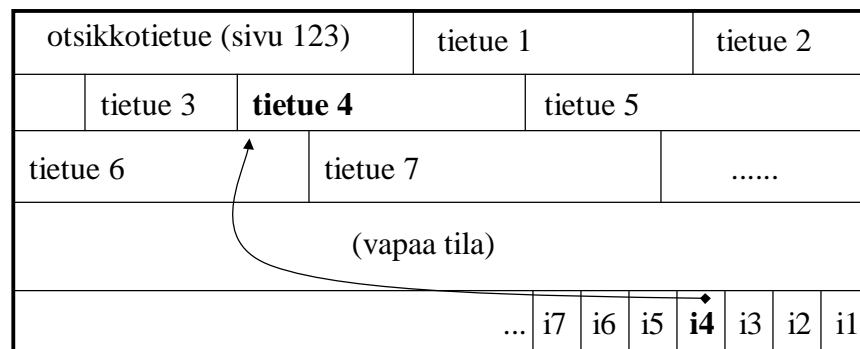 otsikkotietue (sivu 123) tietue 1 tietue 2
tietue 3 tietue 4 tietue 5
tietue 6 tietue 7 ......
(vapaa tila)
... i7 i6 i5 i4 i3 i2 i1